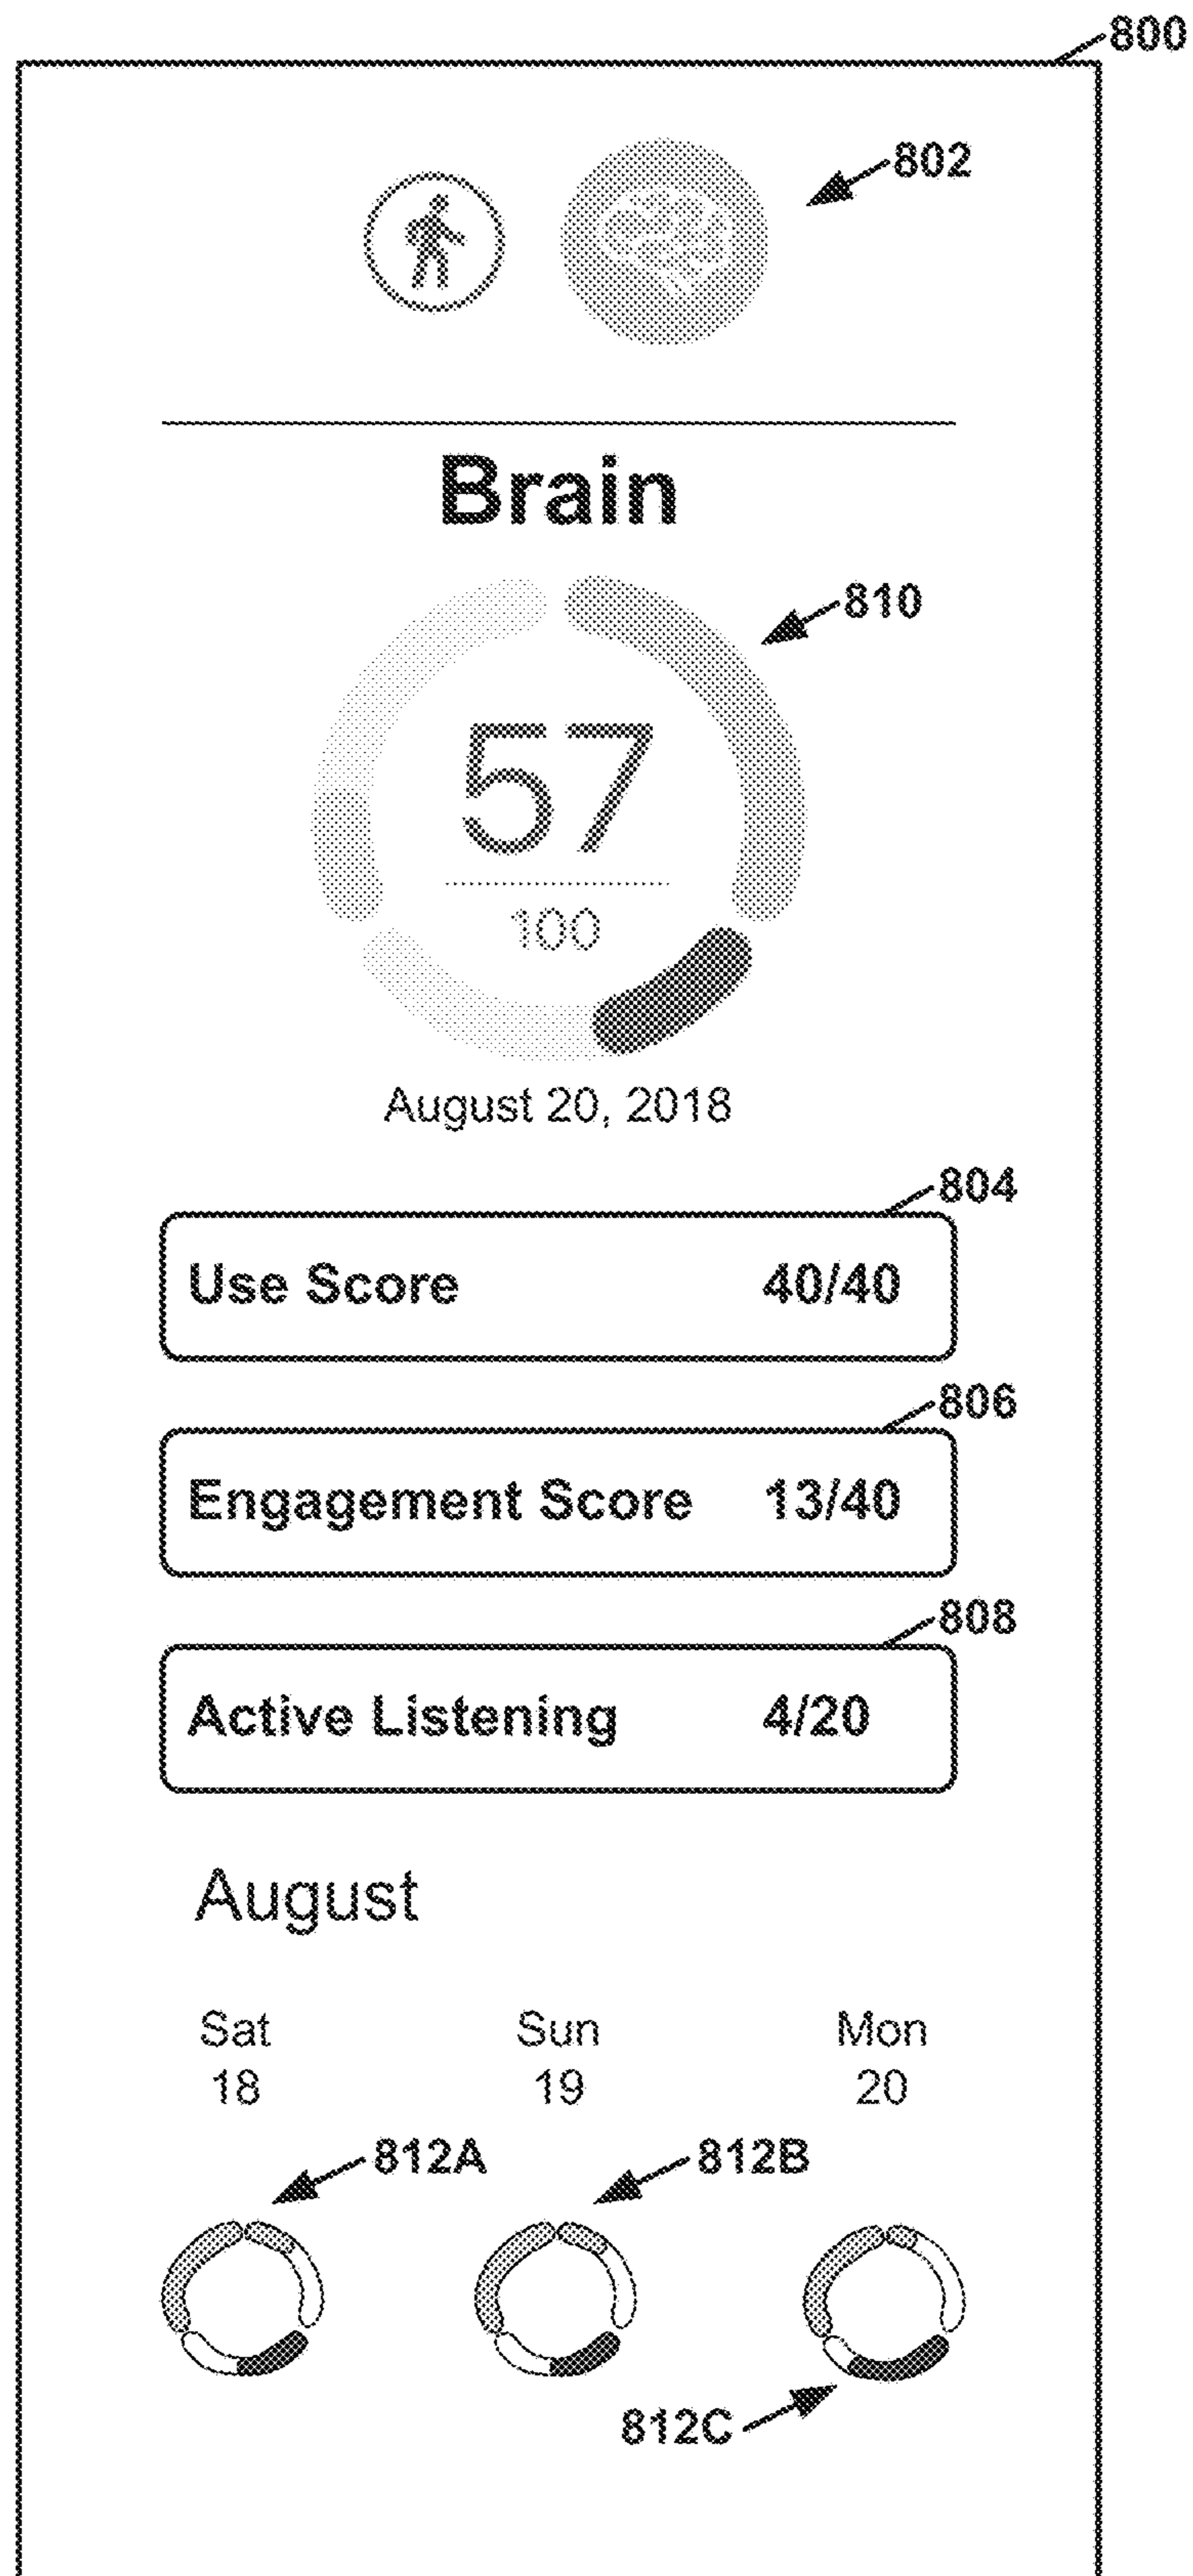 800
802
Brain
810
57
100
August 20, 2018
804
Use Score 40/40
806
Engagement Score 13/40
808
Active Listening 4/20
August
Sat Sun Mon
18 19 20
812A 812B
812C